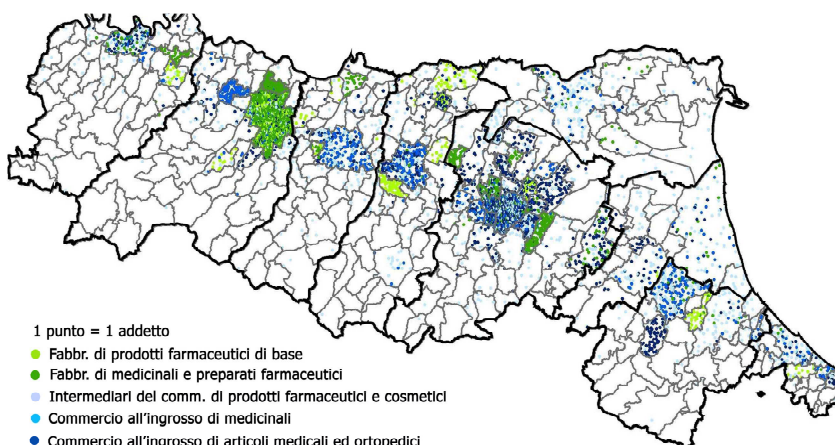 1 punto = 1 addetto
Fabbr. di prodotti farmaceutici di base
Fabbr. di medicinali e preparati farmaceutici
Intermediari del comm. di prodotti farmaceutici e cosmetici
Commercio all'ingrosso di medicinali
Commercio all'ingrosso di articoli medicali ed ortopedici